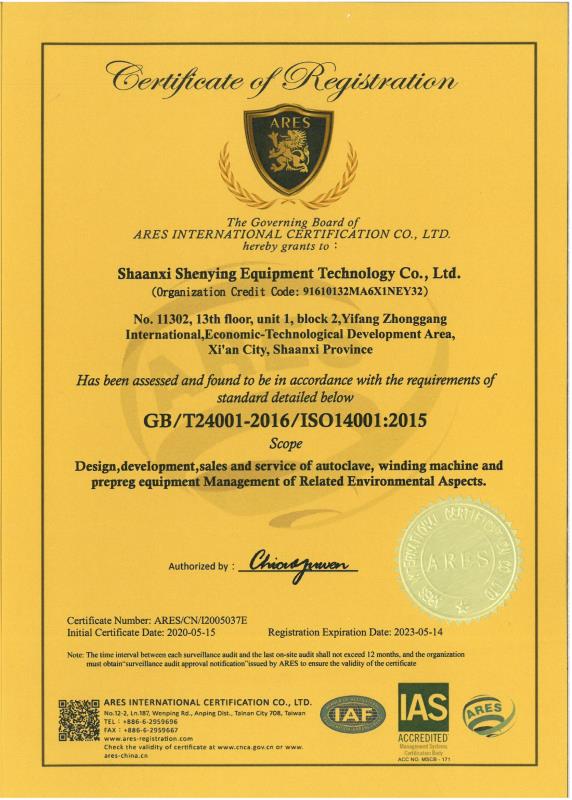 Certificate of Registration
ARES
The Governing Board of
ARES INTERNATIONAL CERTIFICATION CO., LTD.
hereby grants to :
Shaanxi Shenying Equipment Technology Co., Ltd.
(Organization Credit Code: 91610132MA6X1NEY32)
No. 11302, 13th floor, unit 1, block 2,Yifang Zhonggang
International,Economic-Technological Development Area,
Xi'an City, Shaanxi Province
Has been assessed and found to be in accordance with the requirements of
standard detailed below
GB/T24001-2016/ISO14001:2015
Scope
Design,development,sales and service of autoclave, winding machine and
prepreg equipment Management of Related Environmental Aspects.
ARES INTERNATIONAL CERTIFICATION CO., LTD.
ARES
Authorized by :
Certificate Number: ARES/CN/I2005037E
Initial Certificate Date: 2020-05-15 Registration Expiration Date: 2023-05-14
Note: The time interval between each surveillance audit and the last on-site audit shall not exceed 12 months, and the organization
must obtain"surveillance audit approval notification"issued by ARES to ensure the validity of the certificate
ARES INTERNATIONAL CERTIFICATION CO., LTD.
No.12-2, Ln.187, Wenping Rd., Anping Dist., Tainan City 708, Taiwan
TEL : +886-6-2959696
FAX : +886-6-2959667
www.ares-registration.com
Check the validity of certificate at www.cnca.gov.cn or www.
ares-china.cn
IAF
IAS
ACCREDITED
Management Systems
Certification Body
ACC NO. MSCB - 171
ARES